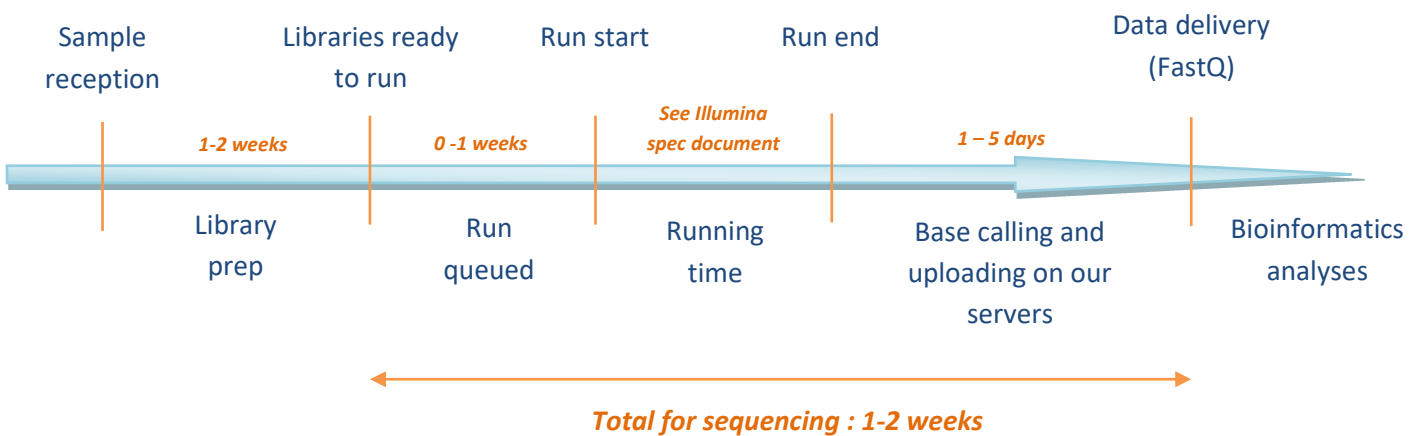 Sample
reception
Libraries ready
to run
Run start
Run end
Data delivery
(FastQ)
1-2 weeks
0 -1 weeks
See Illumina
spec document
1 – 5 days
Library
prep
Run
queued
Running
time
Base calling and
uploading on our
servers
Bioinformatics
analyses
Total for sequencing : 1-2 weeks